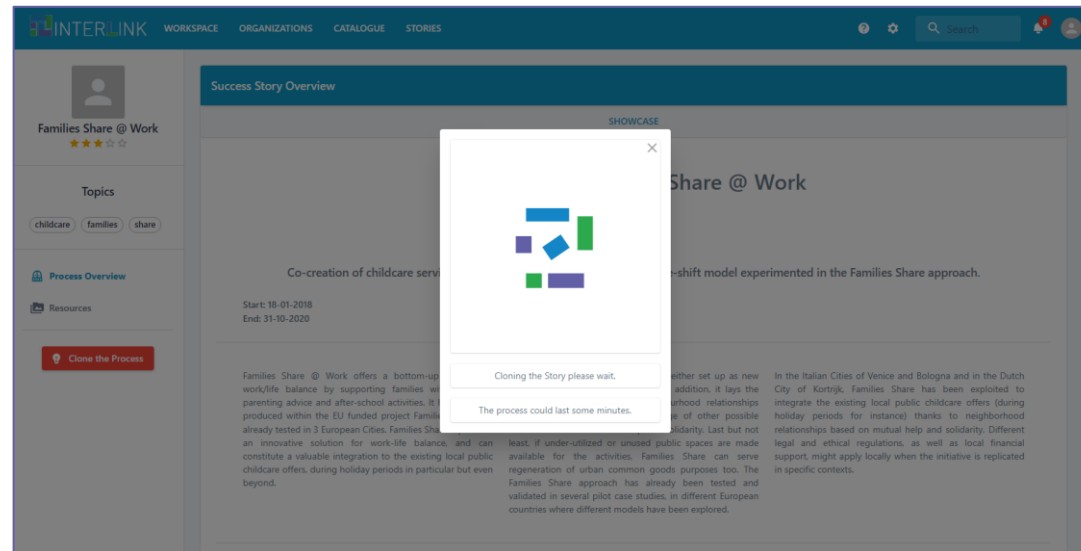 INTERLINK
WORKSPACE
ORGANIZATIONS
CATALOGUE
STORIES
Search
8
Families Share @ Work
Topics
childcare
families
share
Process Overview
Resources
Clone the Process
Success Story Overview
SHOWCASE
Share @ Work
Co-creation of childcare servi
-shift model experimented in the Families Share approach.
Start: 18-01-2018
End: 31-10-2020
Families Share @ Work offers a bottom-up
work/life balance by supporting families wi
parenting advice and after-school activities. It
produced within the EU funded project Famili
already tested in 3 European Cities. Families Sha
an innovative solution for work-life balance, and can
constitute a valuable integration to the existing local public
childcare offers, during holiday periods in particular but even
beyond.
either set up as new
addition, it lays the
urhood relationships
e of other possible
lidarity. Last but not
least, if under-utilized or unused public spaces are made
available for the activities, Families Share can serve
regeneration of urban common goods purposes too. The
Families Share approach has already been tested and
validated in several pilot case studies, in different European
countries where different models have been explored.
In the Italian Cities of Venice and Bologna and in the Dutch
City of Kortrijk, Families Share has been exploited to
integrate the existing local public childcare offers (during
holiday periods for instance) thanks to neighborhood
relationships based on mutual help and solidarity. Different
legal and ethical regulations, as well as local financial
support, might apply locally when the initiative is replicated
in specific contexts.
Cloning the Story please wait.
The process could last some minutes.